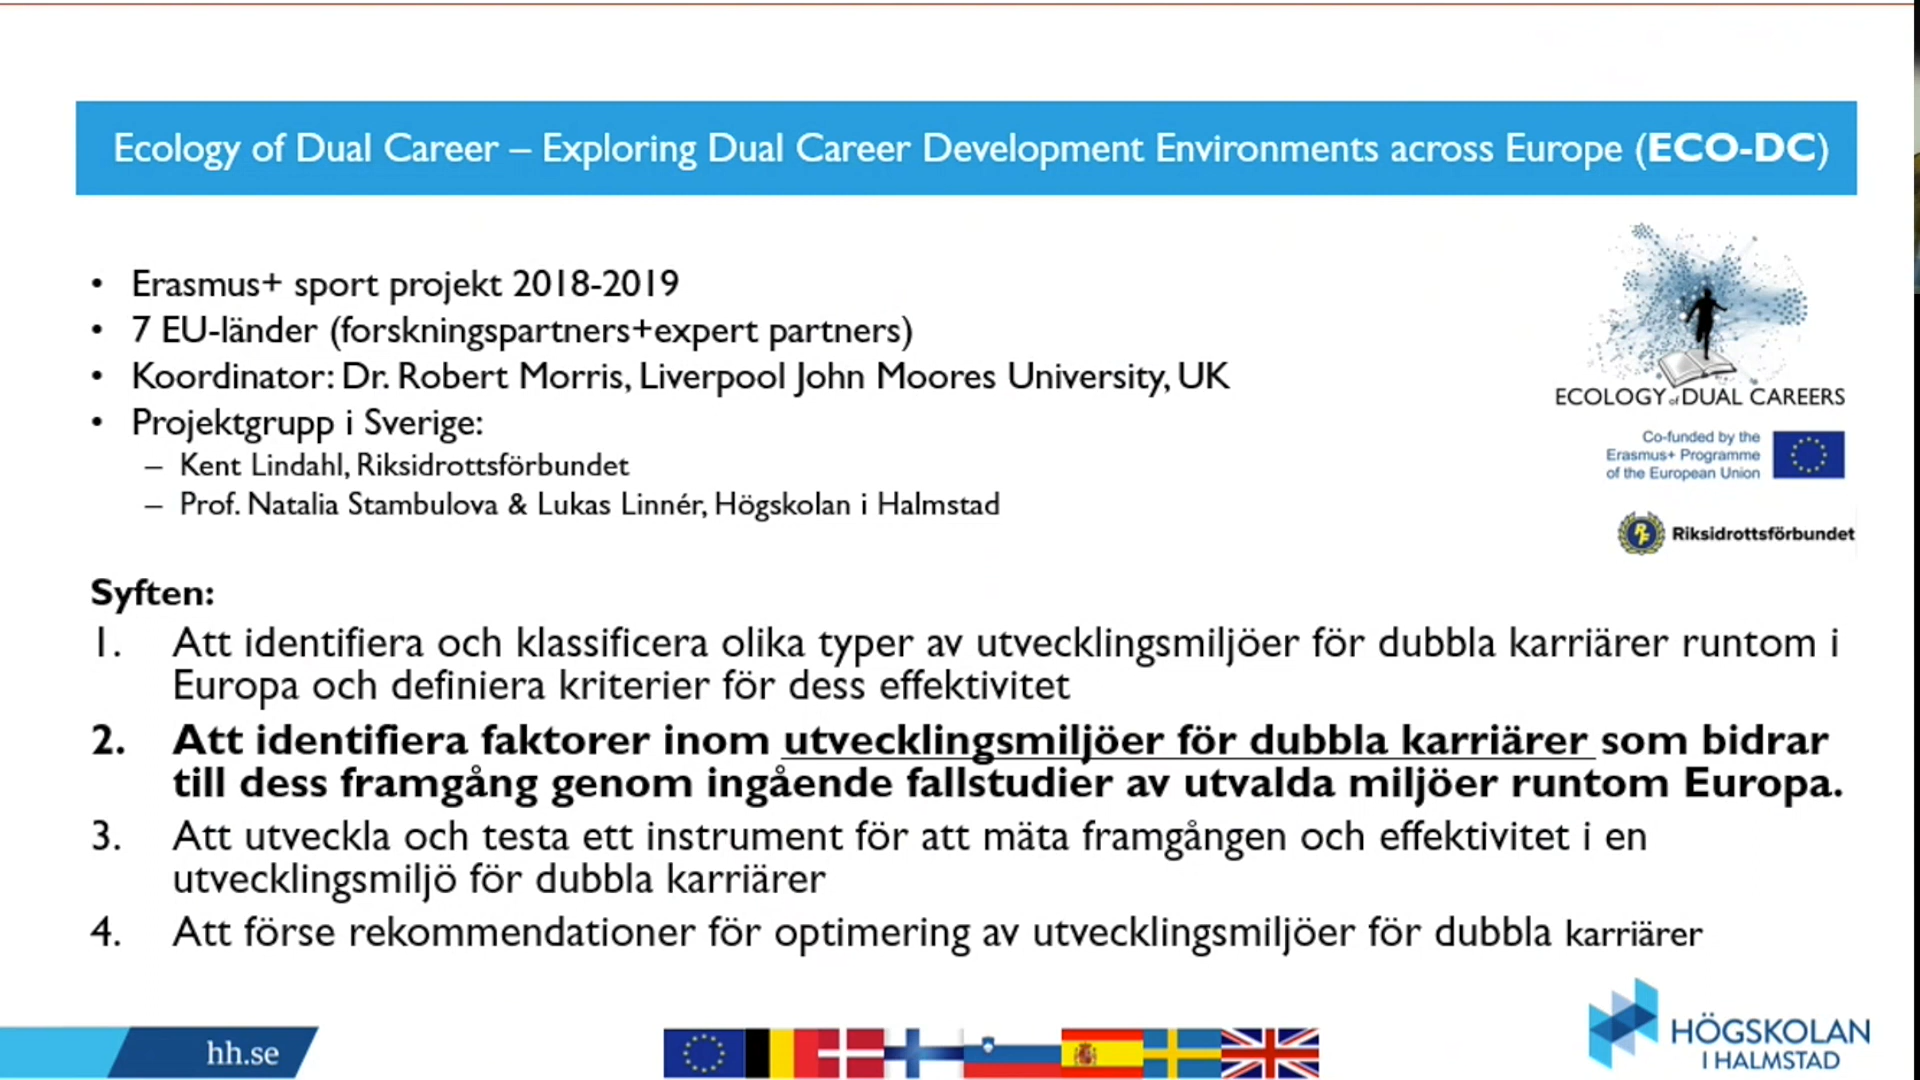 Ecology of Dual Career – Exploring Dual Career Development Environments across Europe (ECO-DC)
• Erasmus+ sport projekt 2018-2019
• 7 EU-länder (forskningspartners+expert partners)
• Koordinator: Dr. Robert Morris, Liverpool John Moores University, UK
• Projektgrupp i Sverige:
– Kent Lindahl, Riksidrottsförbundet
– Prof. Natalia Stambulova & Lukas Linnér, Högskolan i Halmstad
ECOLOGY of DUAL CAREERS
Co-funded by the
Erasmus+ Programme
of the European Union
RF Riksidrottsförbundet
Syften:
1. Att identifiera och klassificera olika typer av utvecklingsmiljöer för dubbla karriärer runtom i
Europa och definiera kriterier för dess effektivitet
2. Att identifiera faktorer inom utvecklingsmiljöer för dubbla karriärer som bidrar
till dess framgång genom ingående fallstudier av utvalda miljöer runtom Europa.
3. Att utveckla och testa ett instrument för att mäta framgången och effektivitet i en
utvecklingsmiljö för dubbla karriärer
4. Att förse rekommendationer för optimering av utvecklingsmiljöer för dubbla karriärer
hh.se
HÖGSKOLAN
I HALMSTAD